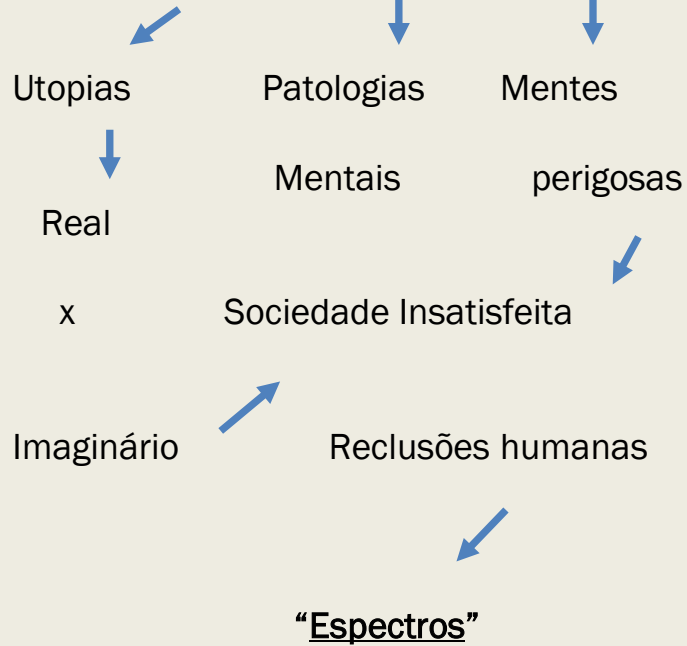 Utopias Patologias Mentes
Mentais perigosas
Real
x Sociedade Insatisfeita
Imaginário Reclusões humanas
“Espectros”